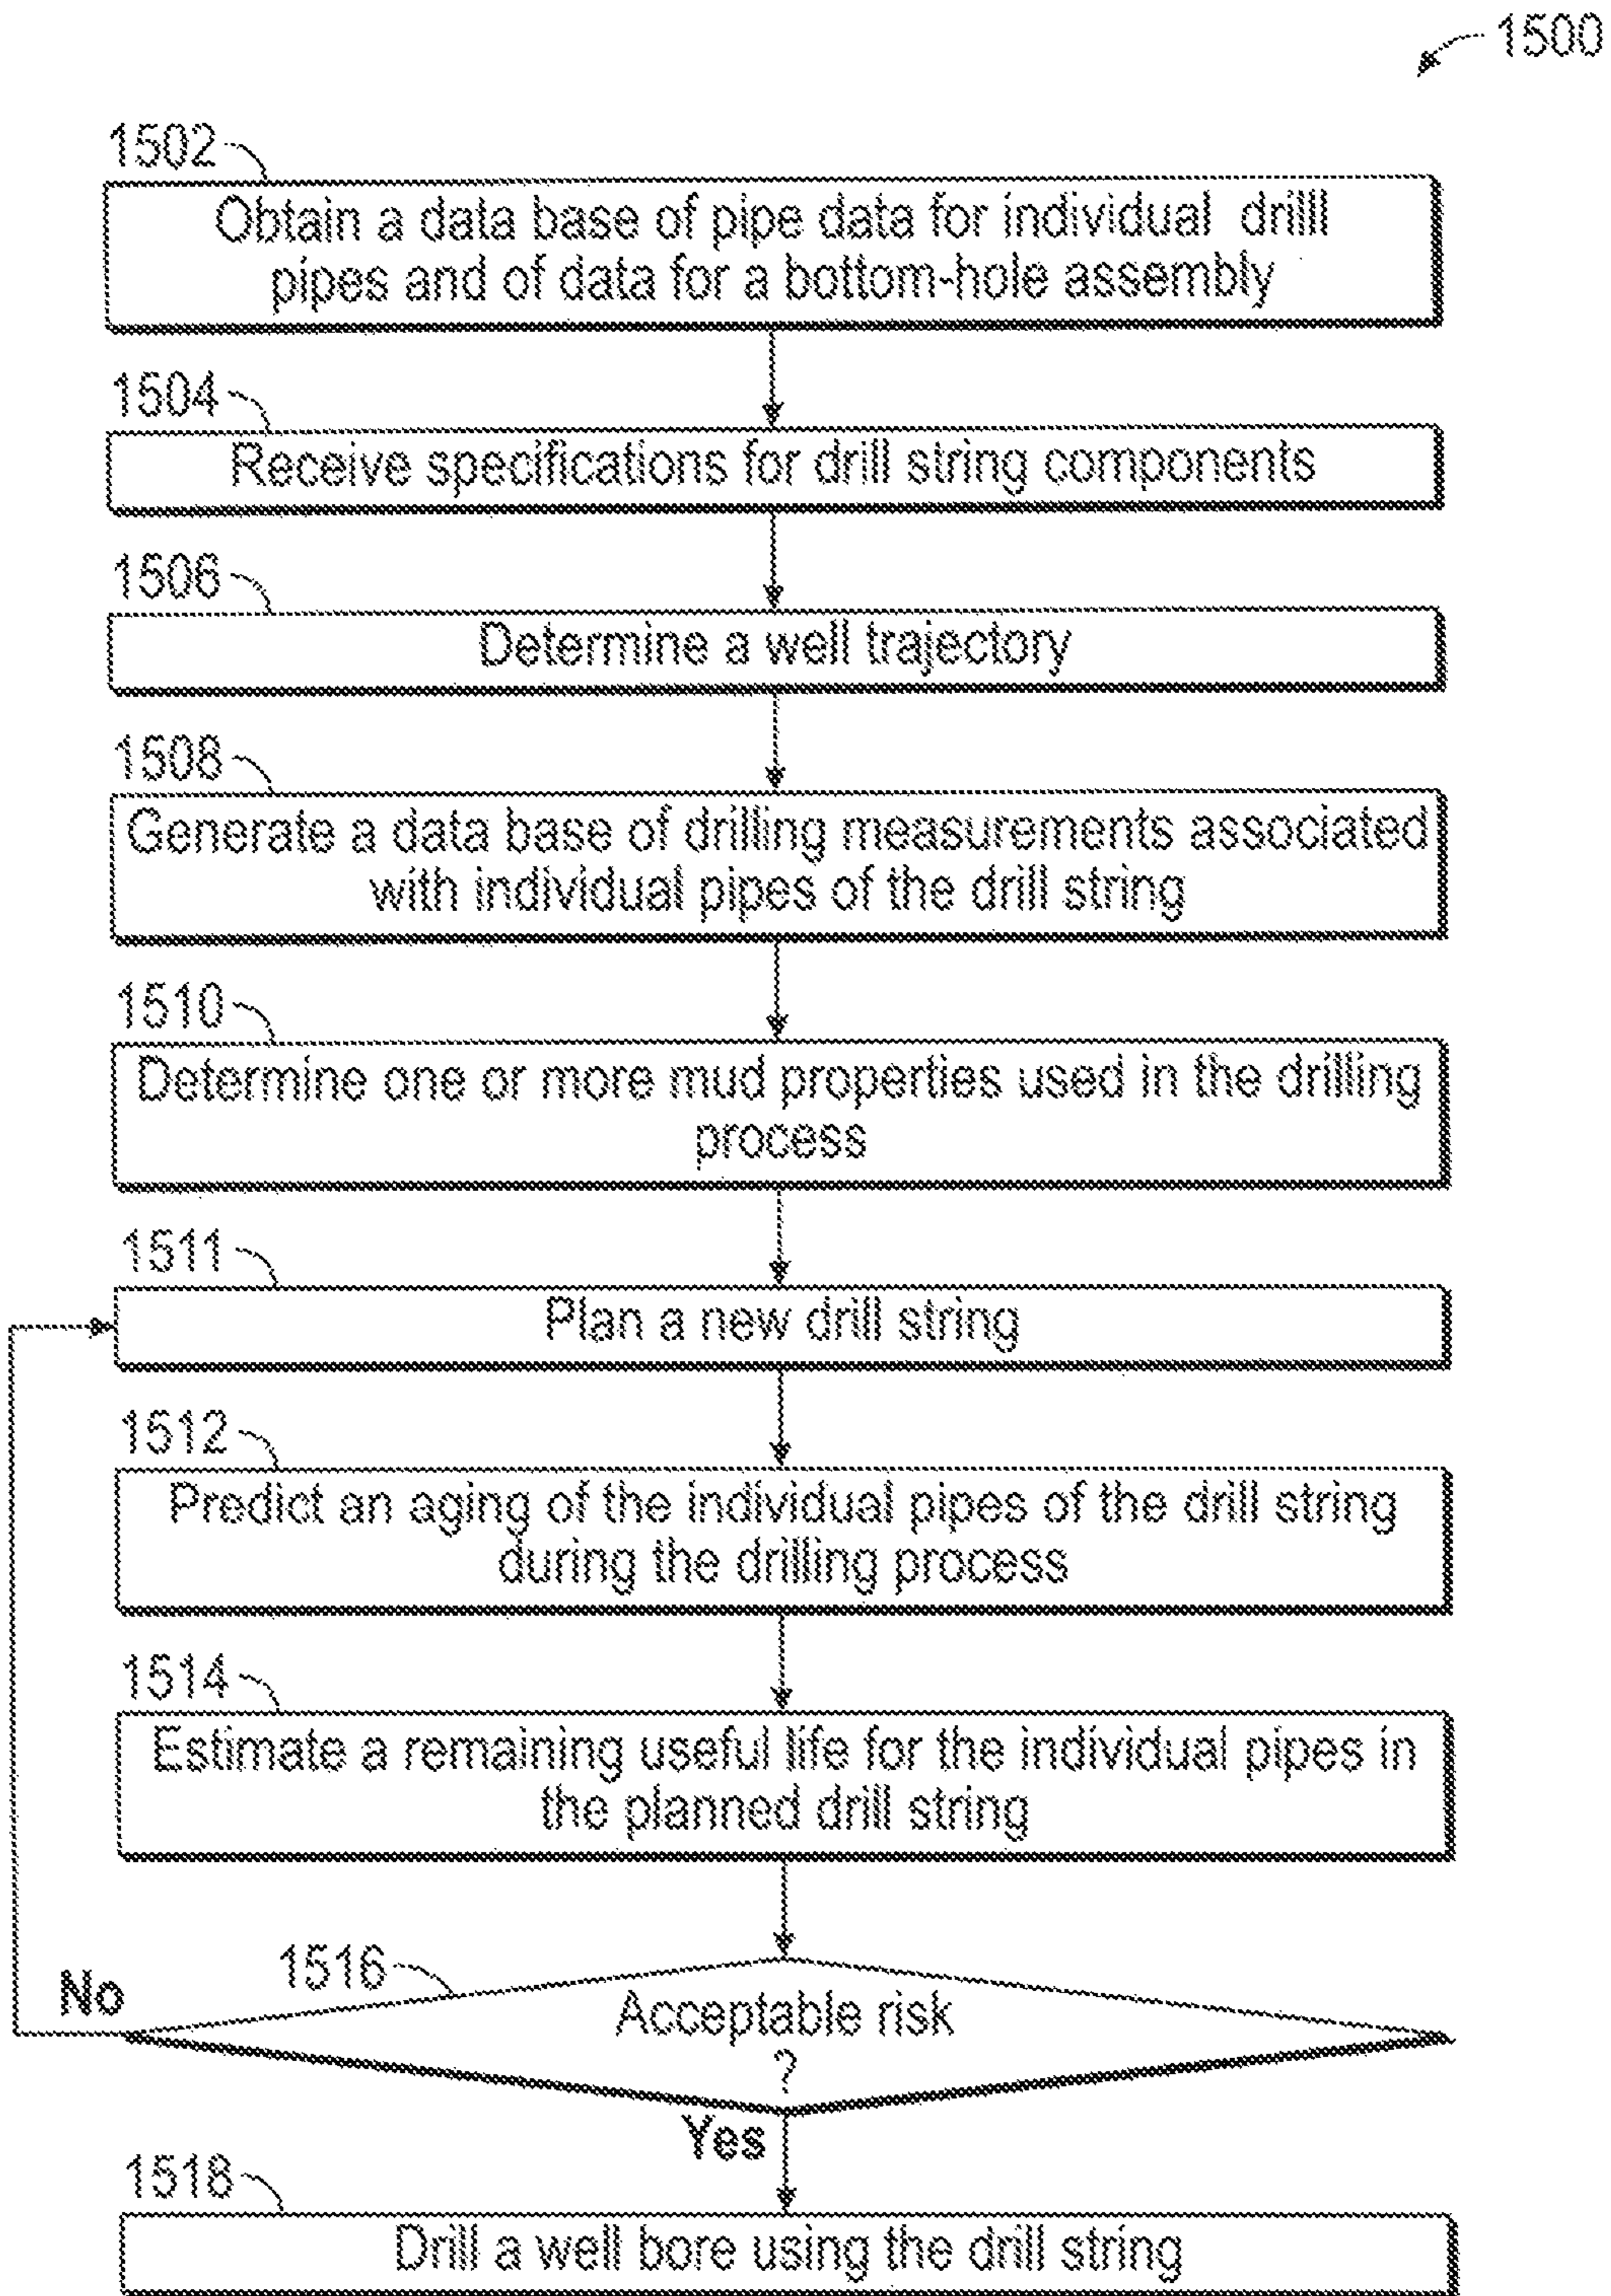 1500
1502
Obtain a data base of pipe data for individual drilll
pipes and of data for a bottom-hole assembly
1504
Receive specifications for drill string components
1506
Determine a well trajectory
1508
Generate a data base of drilling measurements associated
with individual pipes of the drill string
1510
Determine one or more mud properties used in the drilling
process
1511
Plan a new drill string
1512
Predict an aging of the individual pipes of the drill string
during the drilling process
1514
Estimate a remaining useful life for the individual pipes in
the planned drill string
1516
No
Acceptable risk
?
Yes
1518
Drill a well bore using the drill string